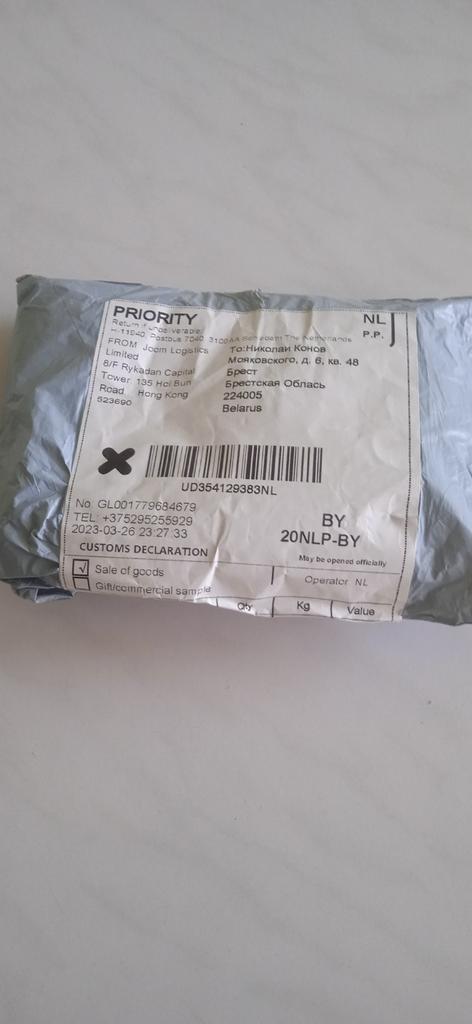 PRIORITY
NL
P.P.
Return if undeliverable:
H-11940, Postbus 7040, 3100AA Schiedam The Netherlands
FROM Joom Logistics
Limited
8/F Rykadan Capital
Tower 135 Hoi Bun
Road Hong Kong
523690
To:Николай Конов
Мояковского, д. 6, кв. 48
Брест
Брестская Облась
224005
Belarus
UD354129383NL
No: GL001779684679
TEL: +375295255929
2023-03-26 23:27:33
BY
20NLP-BY
CUSTOMS DECLARATION
May be opened officially
√ Sale of goods
Operator NL
Gift/commercial sample
Qty Kg Value